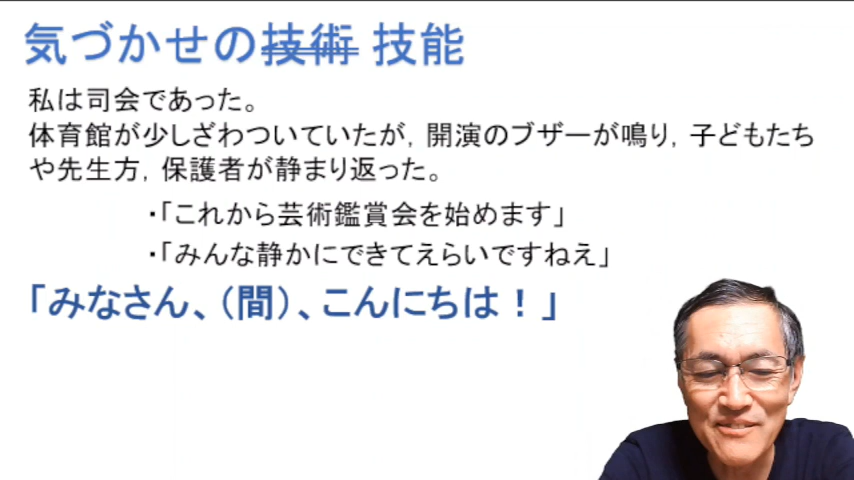 気づかせの技術 技能
私は司会であった。
体育館が少しざわついていたが，開演のブザーが鳴り，子どもたち
や先生方，保護者が静まり返った。
・「これから芸術鑑賞会を始めます」
・「みんな静かにできてえらいですねえ」
「みなさん、（間）、こんにちは！」